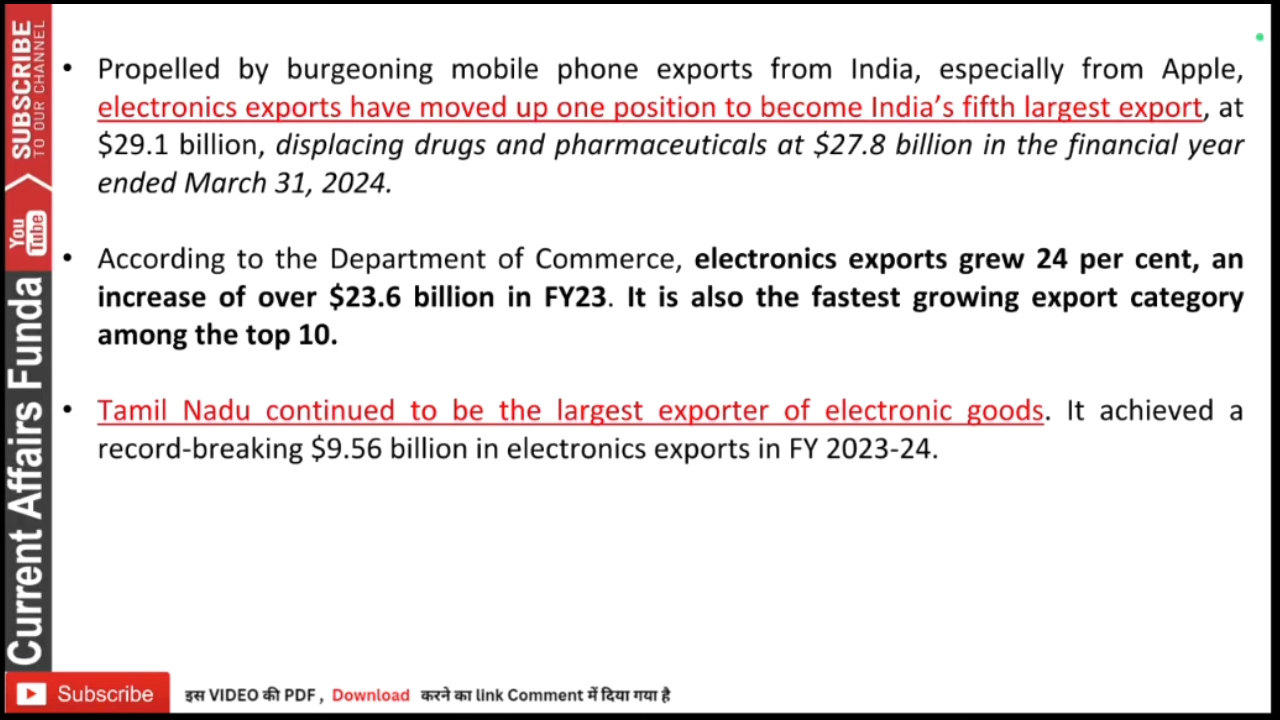 • Propelled by burgeoning mobile phone exports from India, especially from Apple,
electronics exports have moved up one position to become India’s fifth largest export, at
$29.1 billion, displacing drugs and pharmaceuticals at $27.8 billion in the financial year
ended March 31, 2024.
• According to the Department of Commerce, electronics exports grew 24 per cent, an
increase of over $23.6 billion in FY23. It is also the fastest growing export category
among the top 10.
• Tamil Nadu continued to be the largest exporter of electronic goods. It achieved a
record-breaking $9.56 billion in electronics exports in FY 2023-24.
SUBSCRIBE
TO OUR CHANNEL
You
Tube
Current Affairs Funda
Subscribe
इस VIDEO की PDF , Download करने का link Comment में दिया गया है